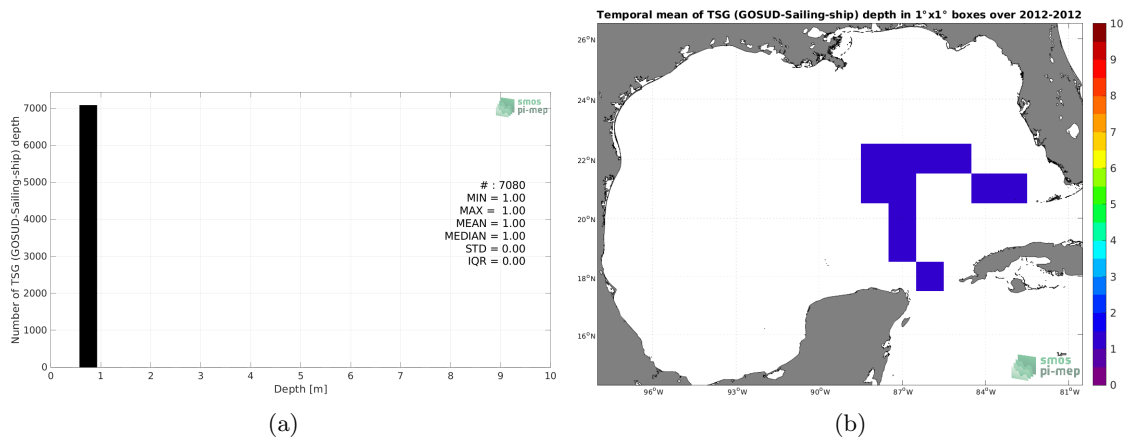 7000
6000
5000
4000
3000
2000
1000
0
Number of TSG (GOSUD-Sailing-ship) depth
smos
pi-mep
# : 7080
MIN = 1.00
MAX = 1.00
MEAN = 1.00
MEDIAN = 1.00
STD = 0.00
IQR = 0.00
0 1 2 3 4 5 6 7 8 9 10
Depth [m]
(a)
Temporal mean of TSG (GOSUD-Sailing-ship) depth in 1°x1° boxes over 2012-2012
26°N
24°N
22°N
20°N
18°N
16°N
96°W 93°W 90°W 87°W 84°W 81°W
smos
pi-mep
10
9
8
7
6
5
4
3
2
1
0
(b)